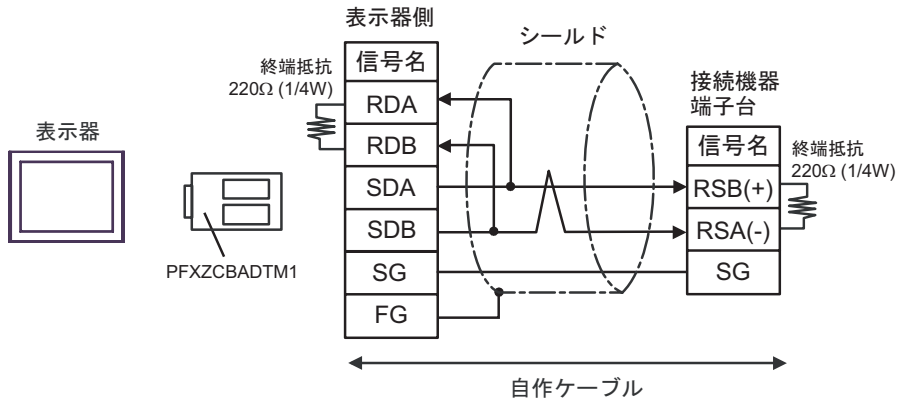 表示器側
シールド
信号名
終端抵抗
220Ω (1/4W)
RDA
RDB
SDA
SDB
SG
FG
表示器
PFXZCBADTM1
接続機器
端子台
信号名
RSB(+)
RSA(-)
SG
終端抵抗
220Ω (1/4W)
自作ケーブル